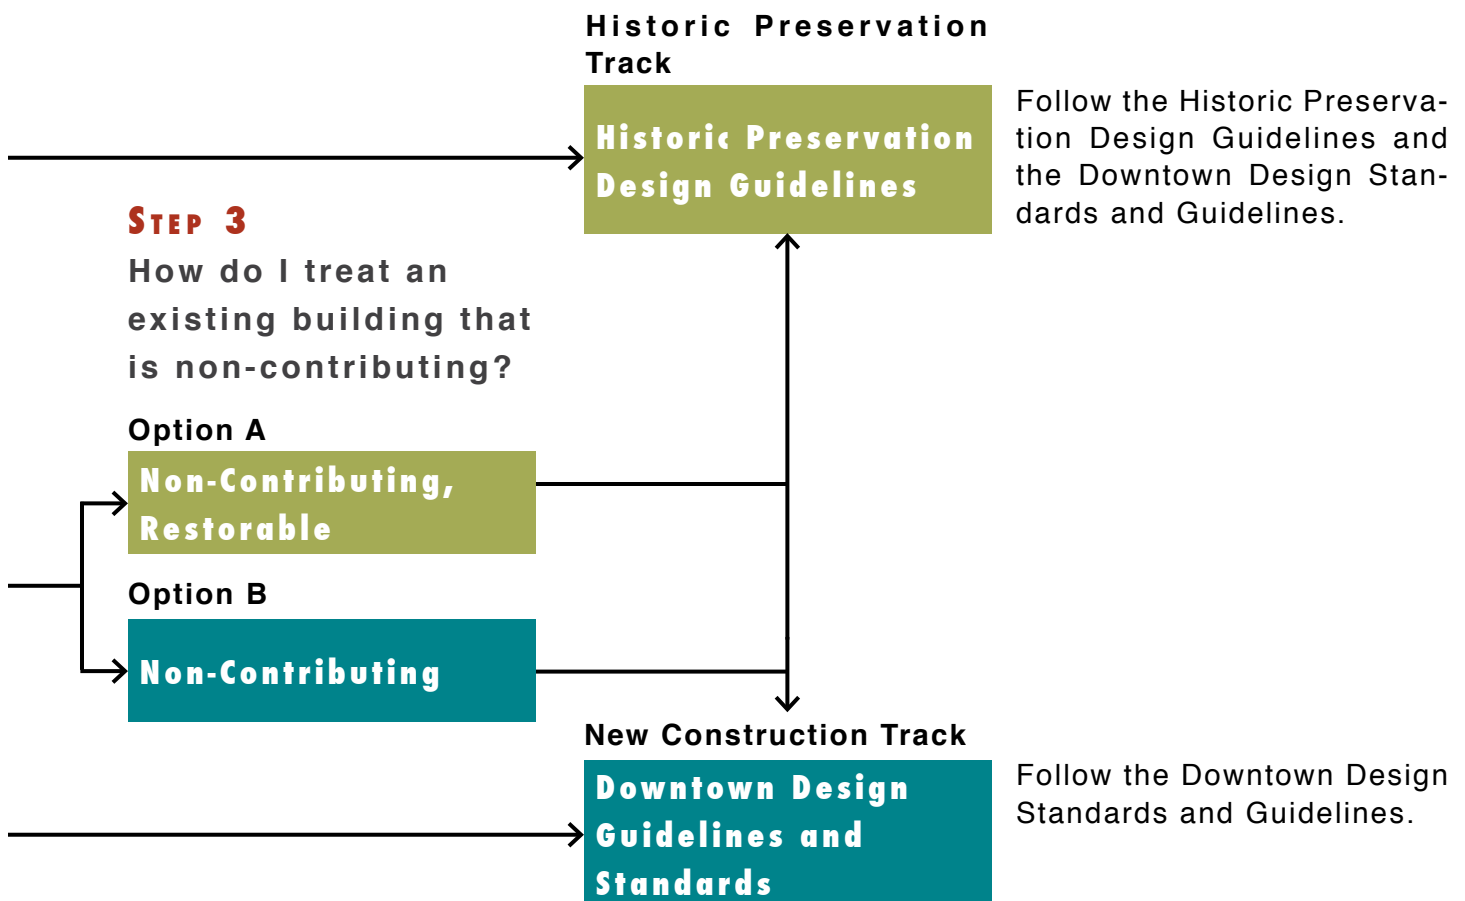 Historic Preservation
Track
Historic Preservation
Design Guidelines
Follow the Historic Preserva-
tion Design Guidelines and
the Downtown Design Stan-
dards and Guidelines.
STEP 3
How do I treat an
existing building that
is non-contributing?
Option A
Non-Contributing,
Restorable
Option B
Non-Contributing
New Construction Track
Downtown Design
Guidelines and
Standards
Follow the Downtown Design
Standards and Guidelines.